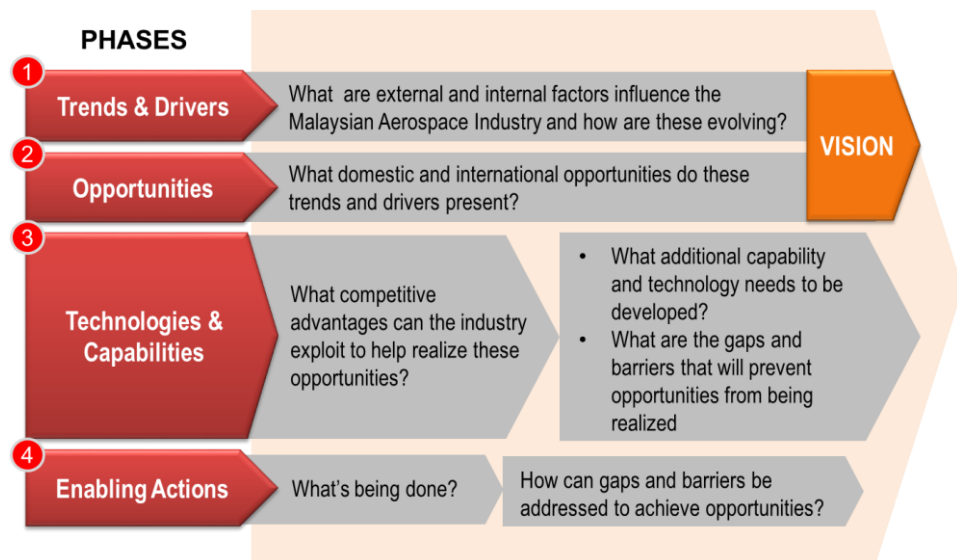 PHASES
1
Trends & Drivers
What are external and internal factors influence the
Malaysian Aerospace Industry and how are these evolving?
VISION
2
Opportunities
What domestic and international opportunities do these
trends and drivers present?
3
Technologies &
Capabilities
What competitive
advantages can the industry
exploit to help realize these
opportunities?
• What additional capability
and technology needs to be
developed?
• What are the gaps and
barriers that will prevent
opportunities from being
realized
4
Enabling Actions
What's being done?
How can gaps and barriers be
addressed to achieve opportunities?